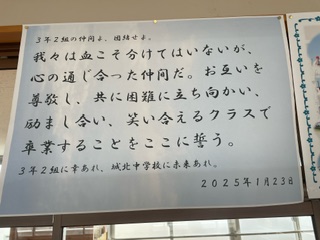 3年2組の仲間よ、団結せよ。
我々は血こそ分けてはいないが、
心の通じ合った仲間だ。お互いを
尊敬し、共に困難に立ち向かい、
励まし合い、笑い合えるクラスで
卒業することをここに誓う。
3年2組に幸あれ、城北中学校に未来あれ。
2025年1月23日